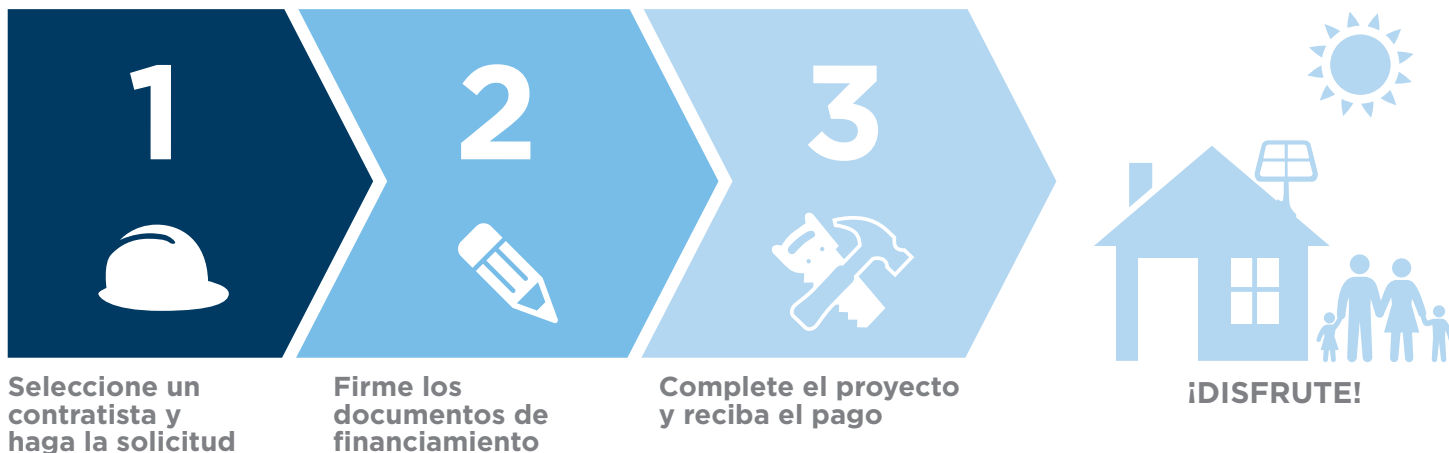 1
2
3
Seleccione un
contratista y
haga la solicitud
Firme los
documentos de
financiamiento
Complete el proyecto
y reciba el pago
¡DISFRUTE!